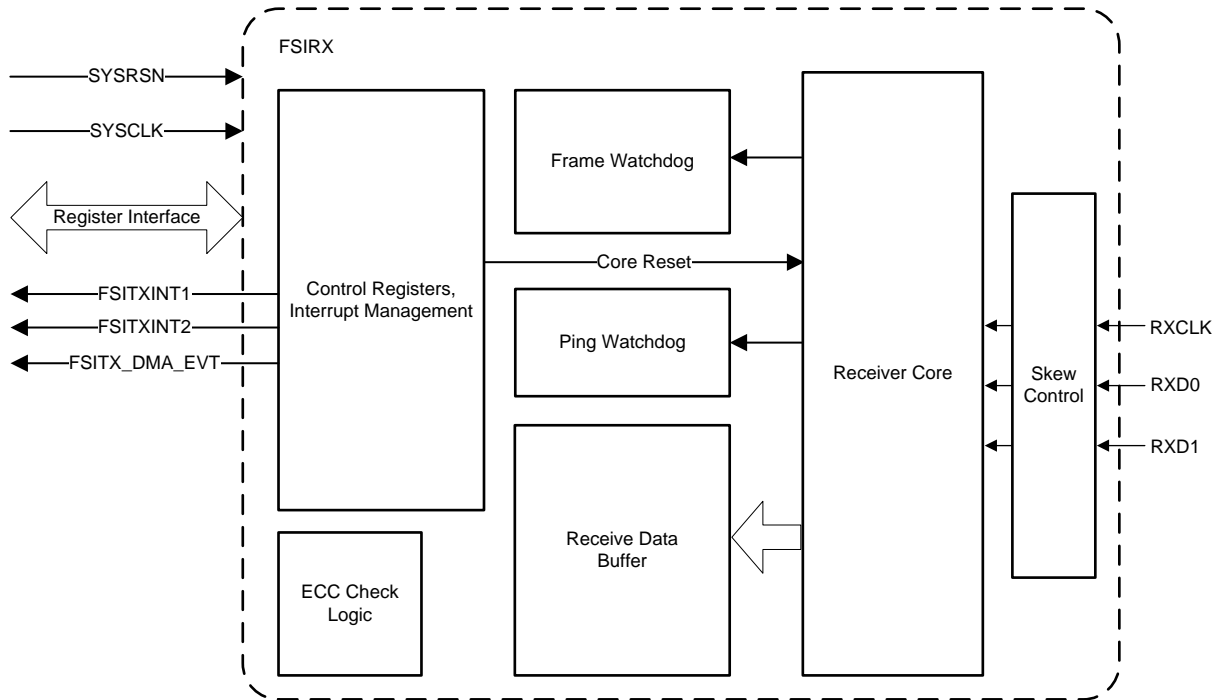 FSIRX
SYSRSN
SYSCLK
Register Interface
FSITXINT1
FSITXINT2
FSITX_DMA_EVT
Control Registers,
Interrupt Management
ECC Check
Logic
Frame Watchdog
Core Reset
Ping Watchdog
Receive Data
Buffer
Receiver Core
Skew
Control
RXCLK
RXD0
RXD1